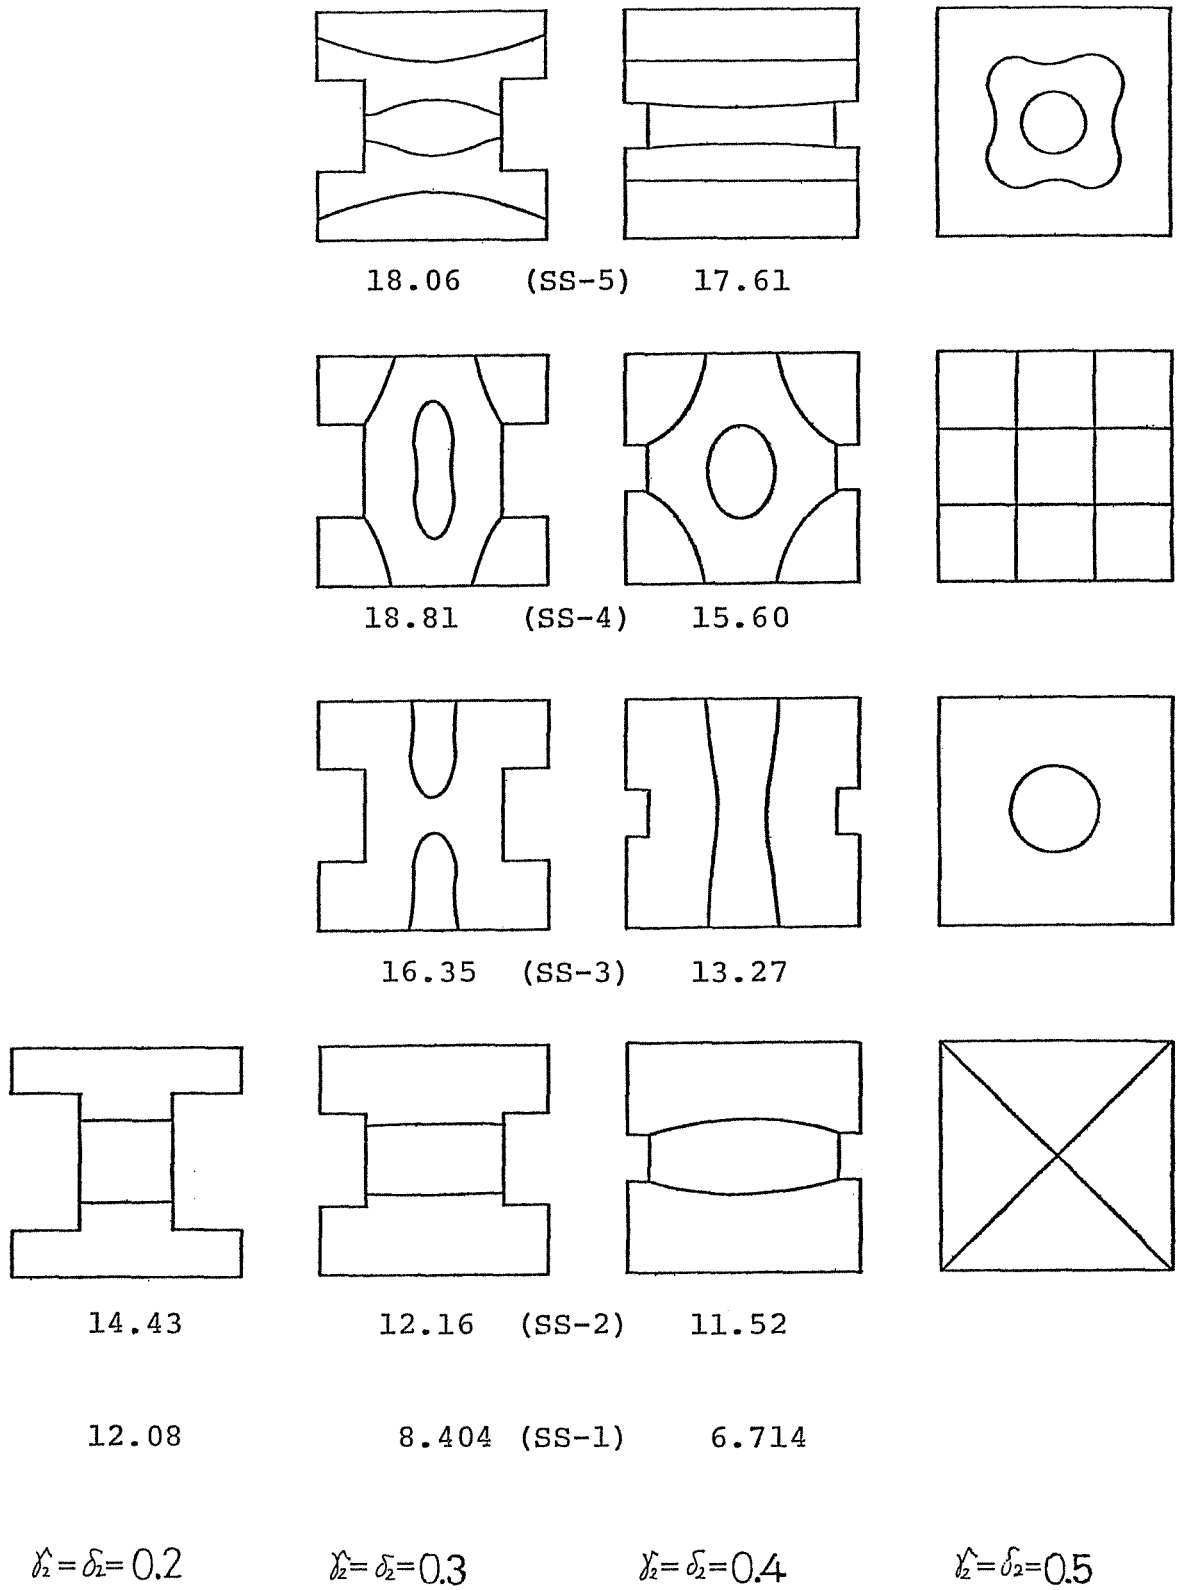 18.06 (SS-5) 17.61
18.81 (SS-4) 15.60
16.35 (SS-3) 13.27
14.43 12.16 (SS-2) 11.52
12.08 8.404 (SS-1) 6.714
γ₂=δ₂=0.2 γ₂=δ₂=0.3 γ₂=δ₂=0.4 γ₂=δ₂=0.5